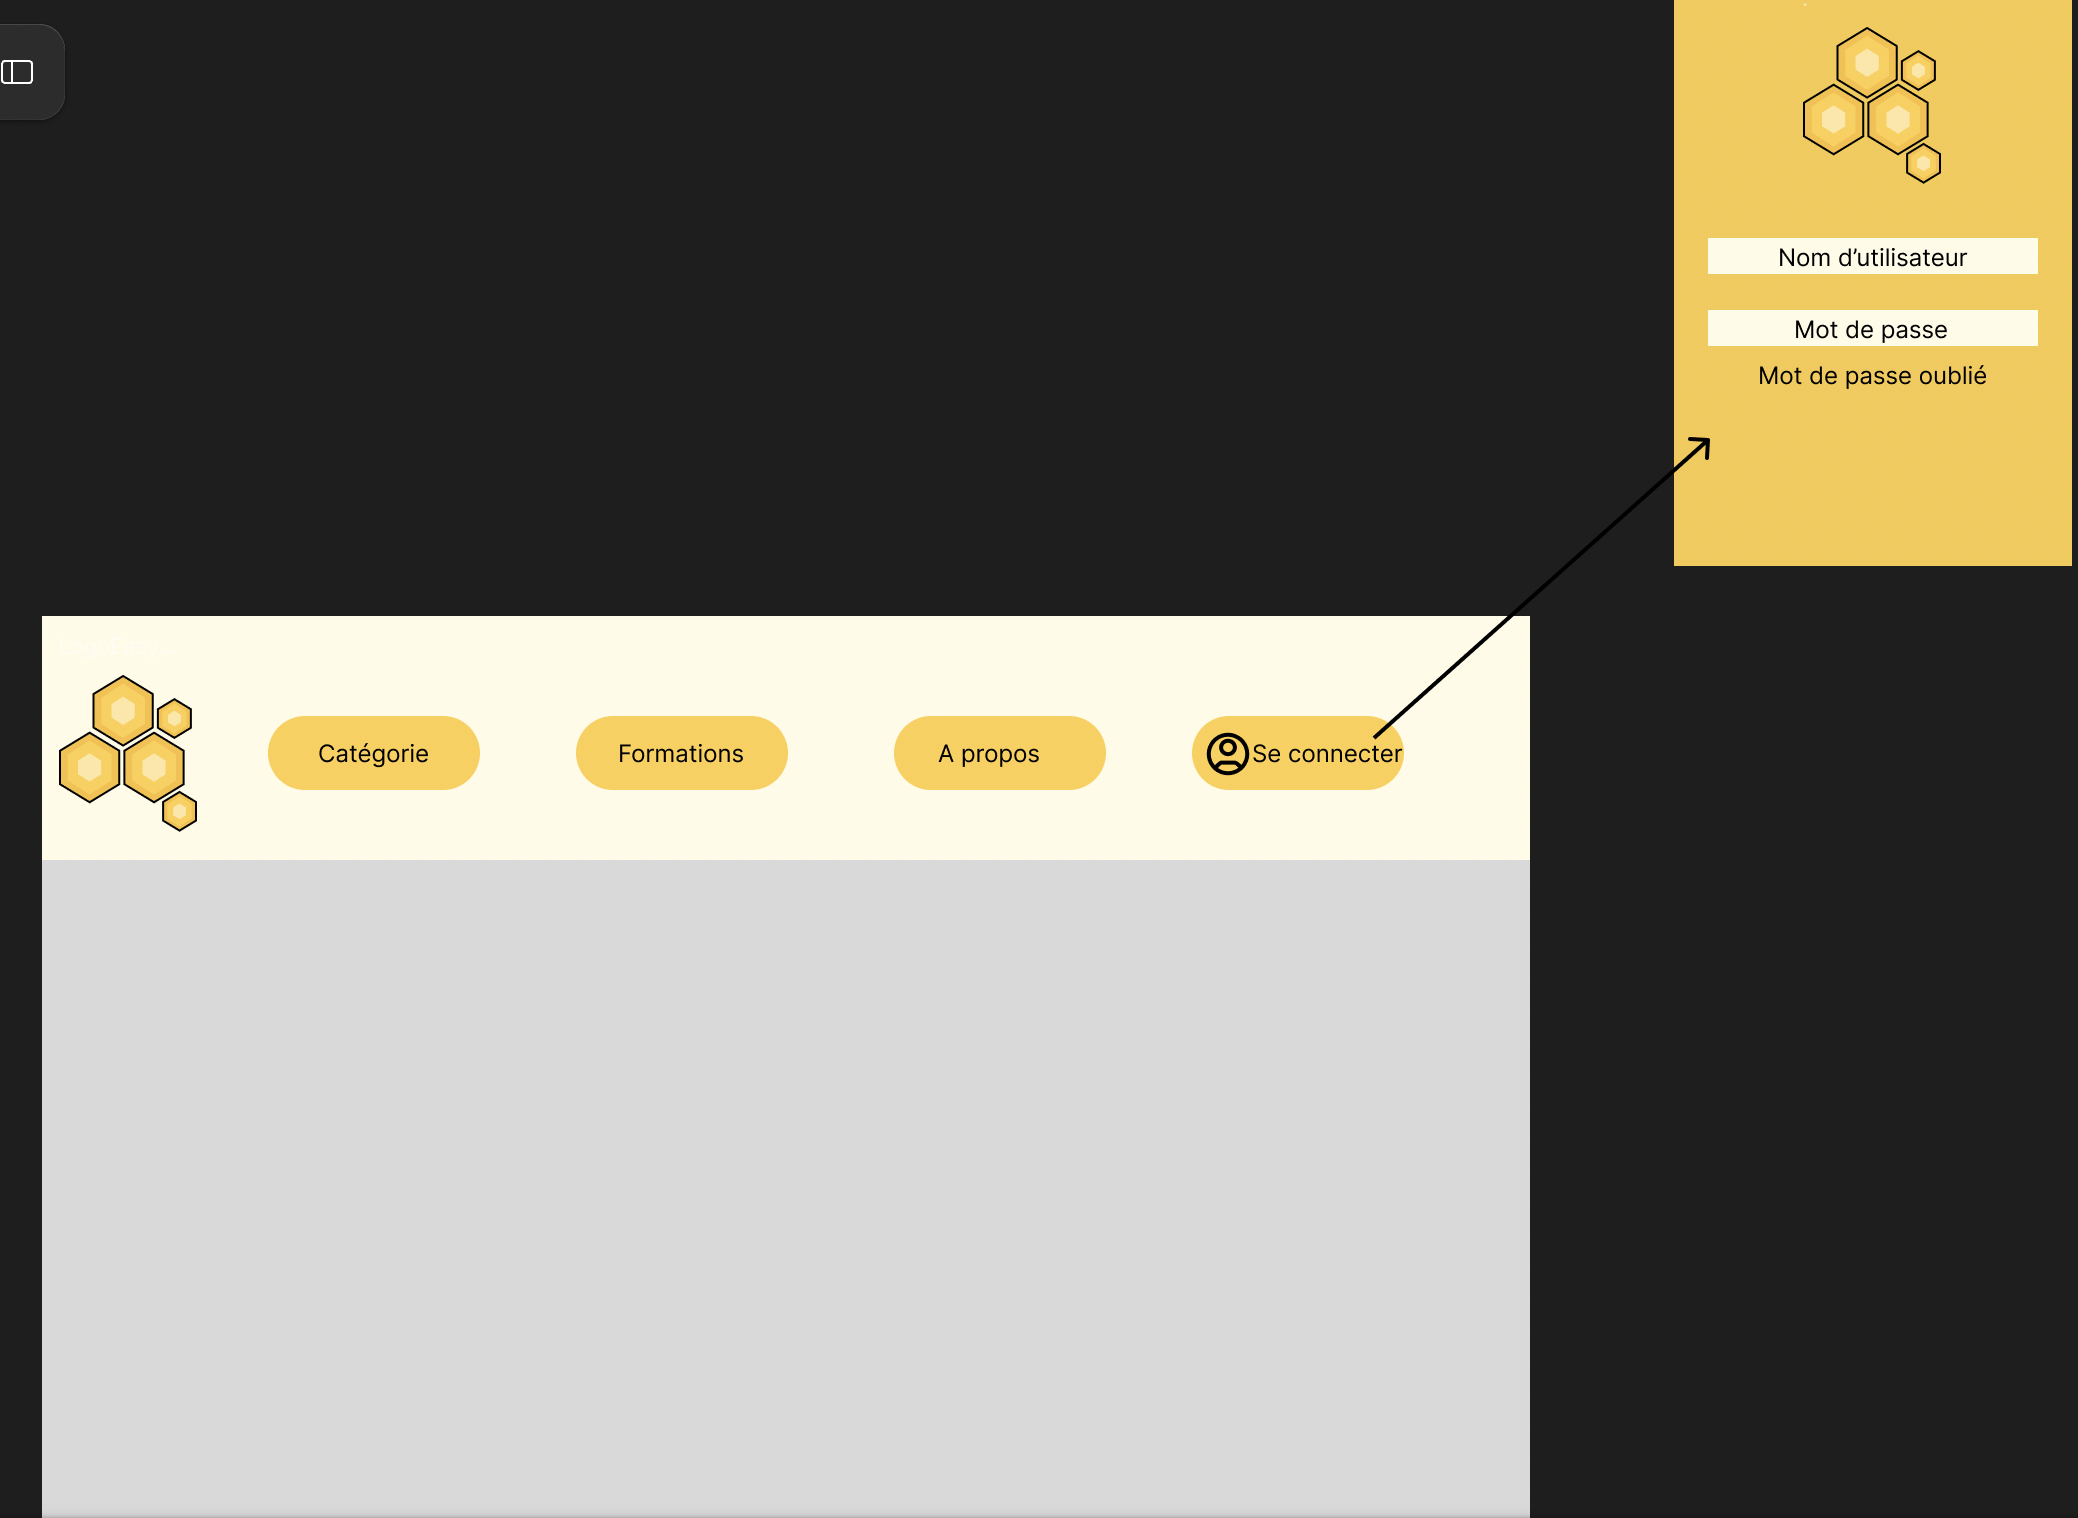 Nom d’utilisateur
Mot de passe
Mot de passe oublié
Catégorie
Formations
A propos
Se connecter